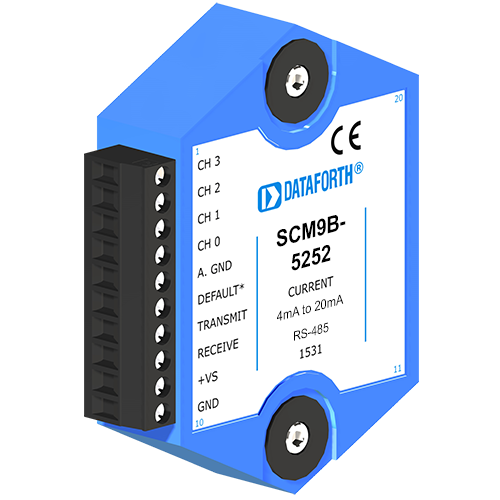 1
20
CH 3
CH 2
CH 1
CH 0
A. GND
DEFAULT*
TRANSMIT
RECEIVE
+VS
GND
10
CE
DATAFORTH®
SCM9B-
5252
CURRENT
4mA to 20mA
RS-485
1531
11